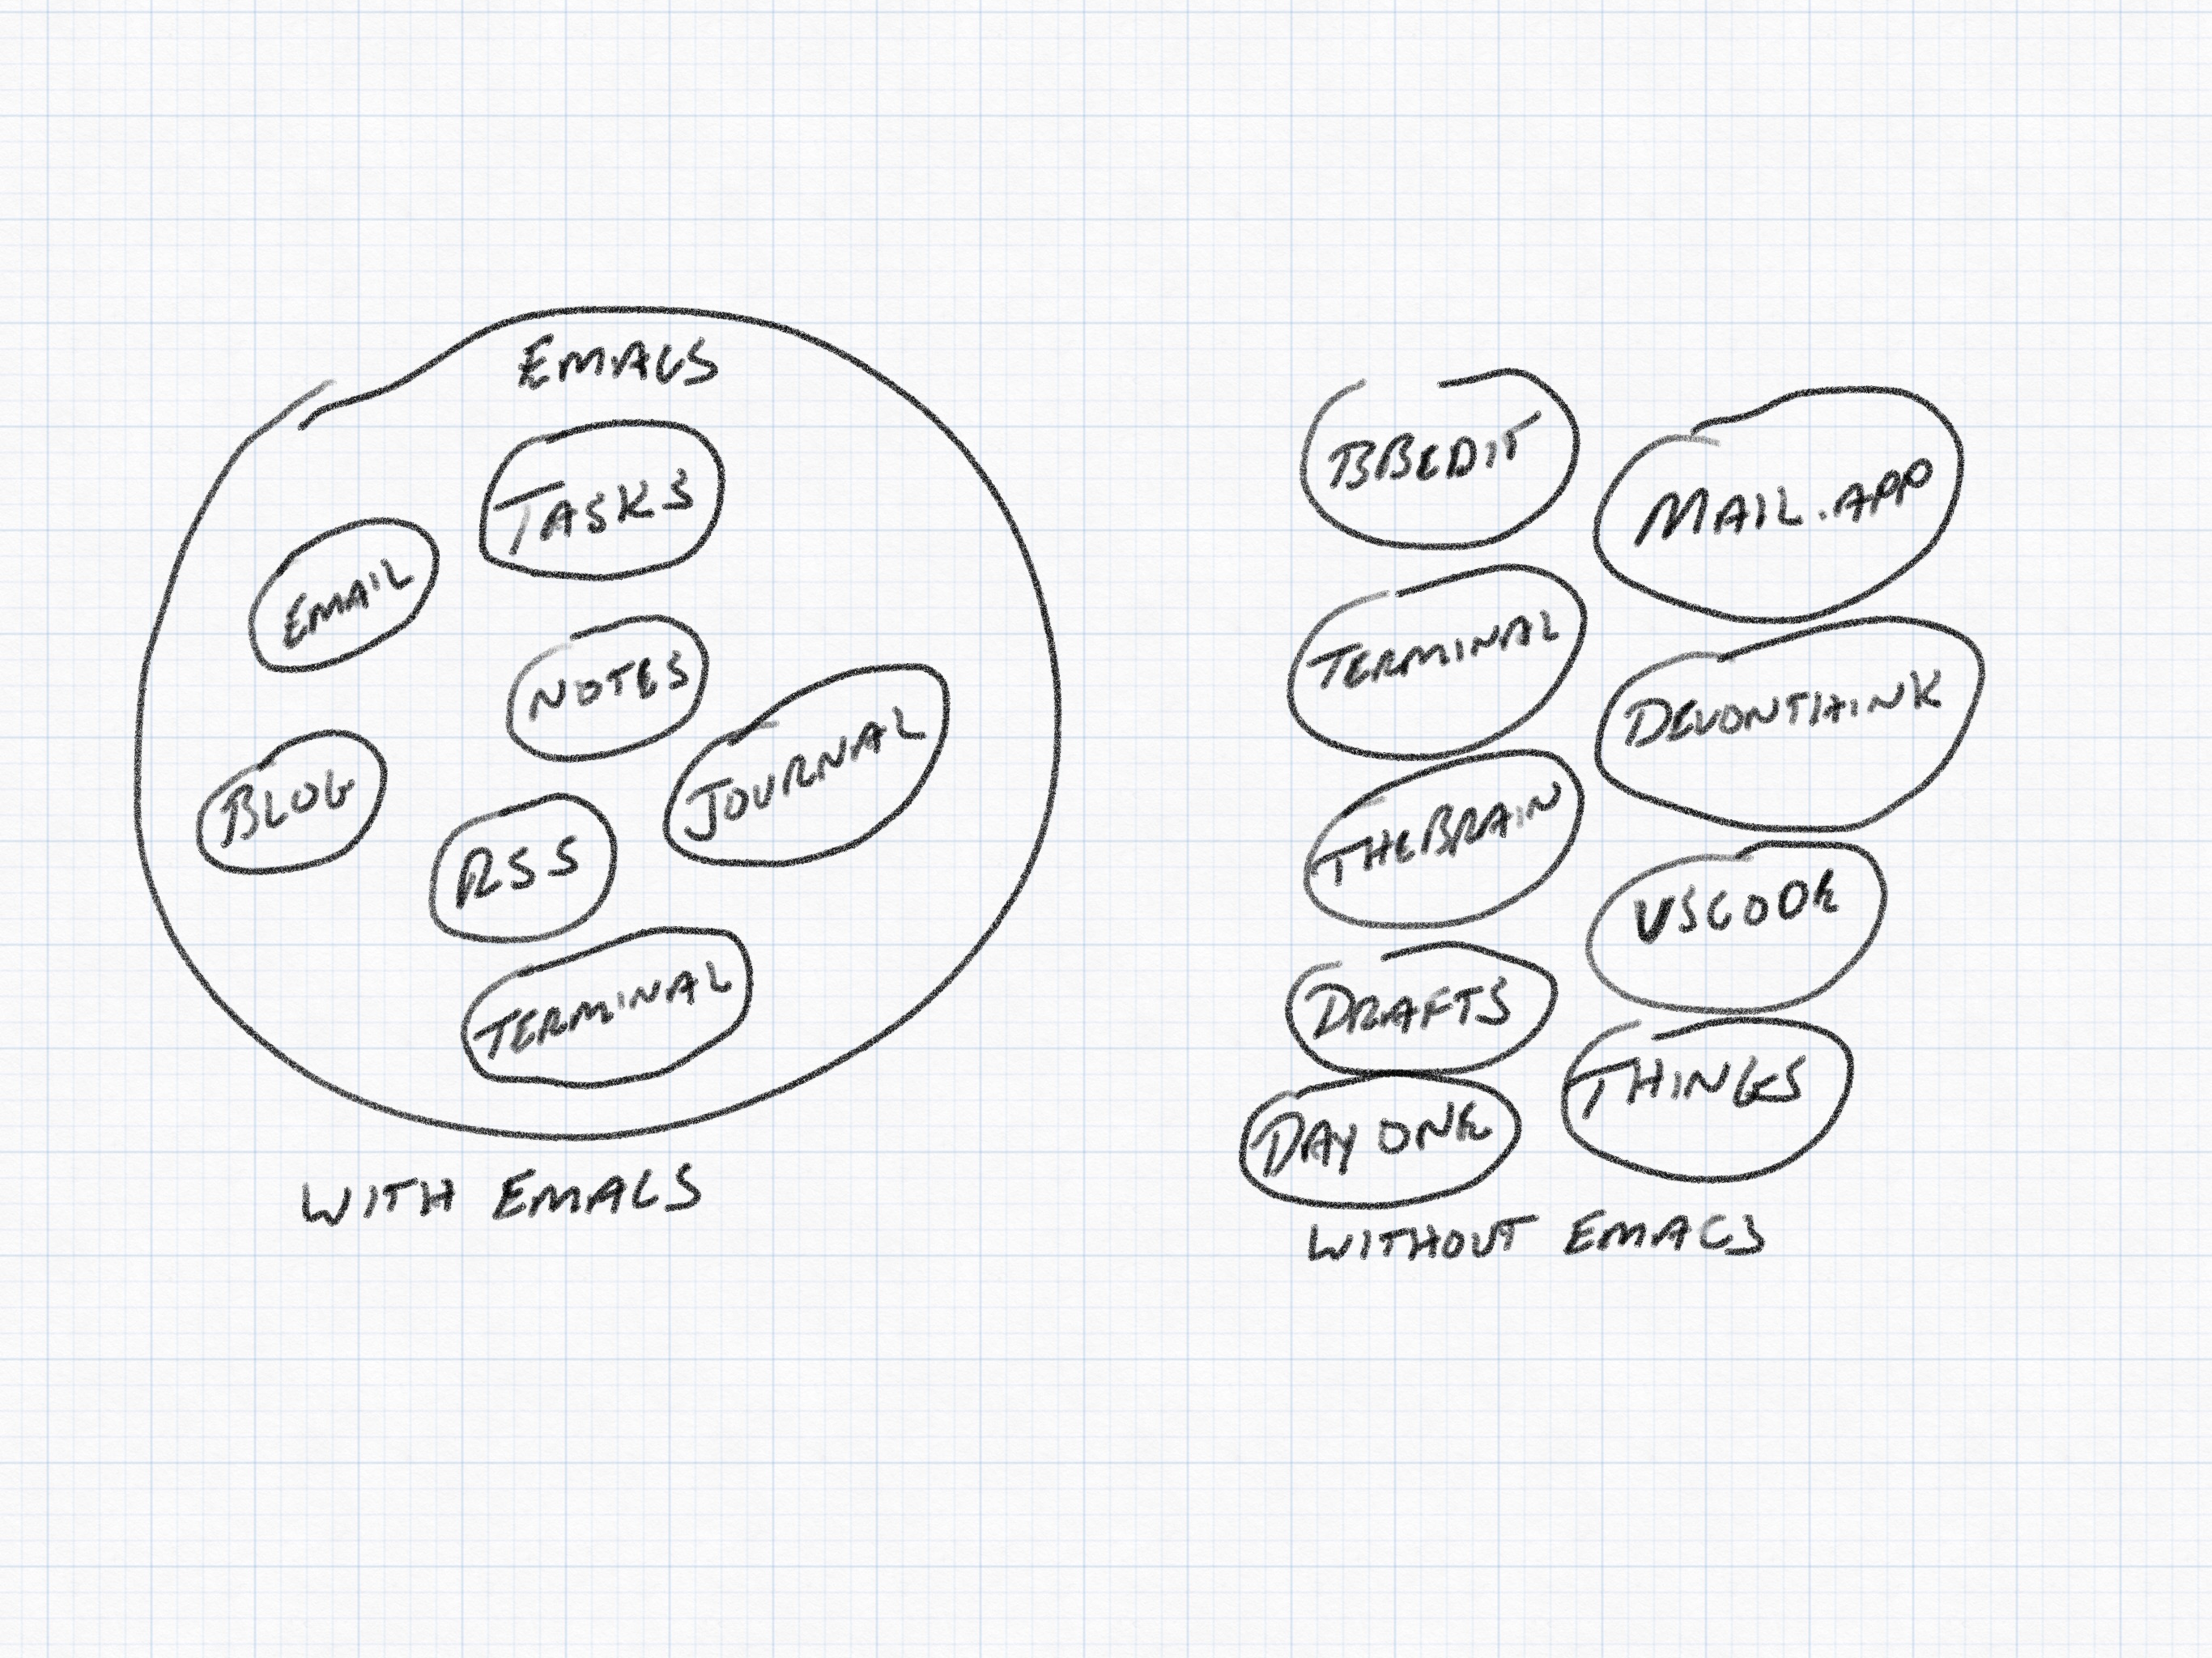 EMACS
TASKS
EMAIL
NOTES
JOURNAL
BLOG
RSS
TERMINAL
WITH EMACS
BBEDIT
MAIL.APP
TERMINAL
DEVONTHINK
THEBRAIN
VSCODE
DRAFTS
THINGS
DAY ONE
WITHOUT EMACS